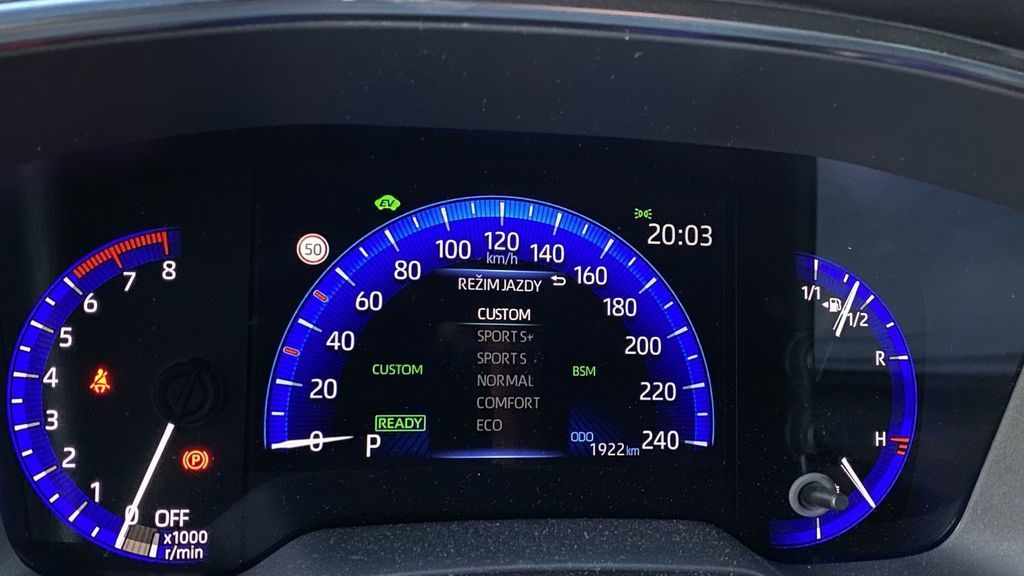 EV
50
20:03
8
7
6
5
4
3
2
1
0
OFF
x1000
r/min
0
20
40
60
80
100
120
140
160
180
200
220
240
km/h
REŽIM JAZDY
CUSTOM
SPORT S+
SPORT S
NORMAL
COMFORT
ECO
CUSTOM
BSM
READY
P
P
ODO
1922 km
1/1
1/2
R
H